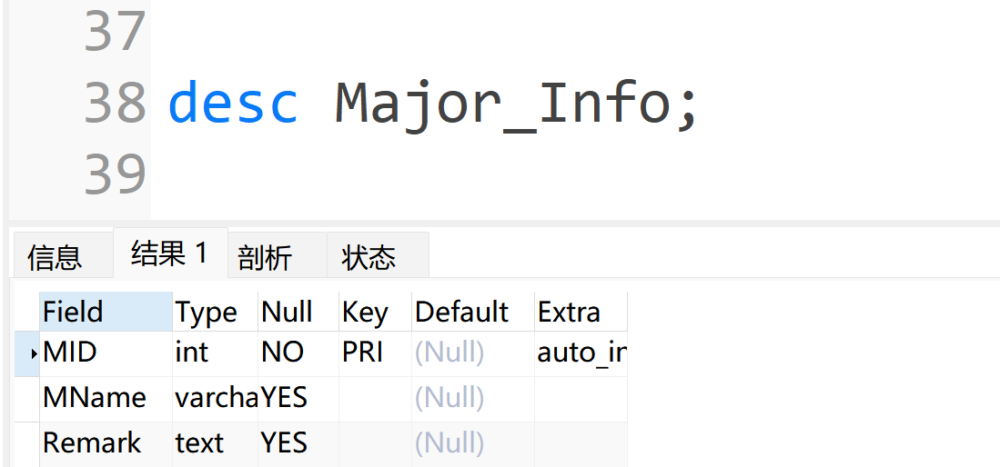 37
38 desc Major_Info;
39
信息 结果 1 剖析 状态
Field Type Null Key Default Extra
MID int NO PRI (Null) auto_in
MName varcha YES (Null)
Remark text YES (Null)